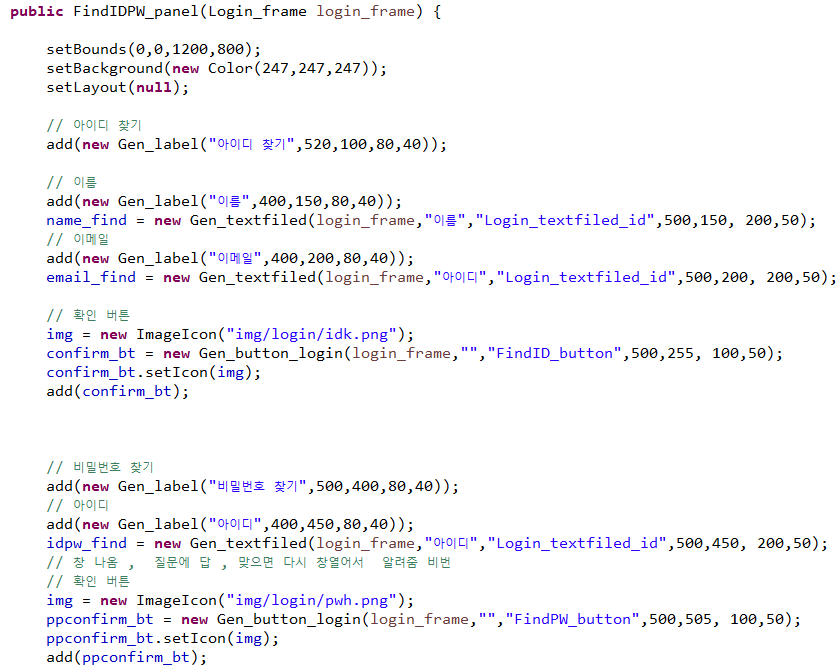 public FindIDPW_panel(Login_frame login_frame) {
setBounds(0,0,1200,800);
setBackground(new Color(247,247,247));
setLayout(null);
// 아이디 찾기
add(new Gen_label("아이디 찾기",520,100,80,40));
// 이름
add(new Gen_label("이름",400,150,80,40));
name_find = new Gen_textfiled(login_frame,"이름","Login_textfiled_id",500,150, 200,50);
// 이메일
add(new Gen_label("이메일",400,200,80,40));
email_find = new Gen_textfiled(login_frame,"아이디","Login_textfiled_id",500,200, 200,50);
// 확인 버튼
img = new ImageIcon("img/login/idk.png");
confirm_bt = new Gen_button_login(login_frame,"","FindID_button",500,255, 100,50);
confirm_bt.setIcon(img);
add(confirm_bt);
// 비밀번호 찾기
add(new Gen_label("비밀번호 찾기",500,400,80,40));
// 아이디
add(new Gen_label("아이디",400,450,80,40));
idpw_find = new Gen_textfiled(login_frame,"아이디","Login_textfiled_id",500,450, 200,50);
// 창 나옴 ,  질문에 답 , 맞으면 다시 창열어서  알려줌 비번
// 확인 버튼
img = new ImageIcon("img/login/pwh.png");
ppconfirm_bt = new Gen_button_login(login_frame,"","FindPW_button",500,505, 100,50);
ppconfirm_bt.setIcon(img);
add(ppconfirm_bt);